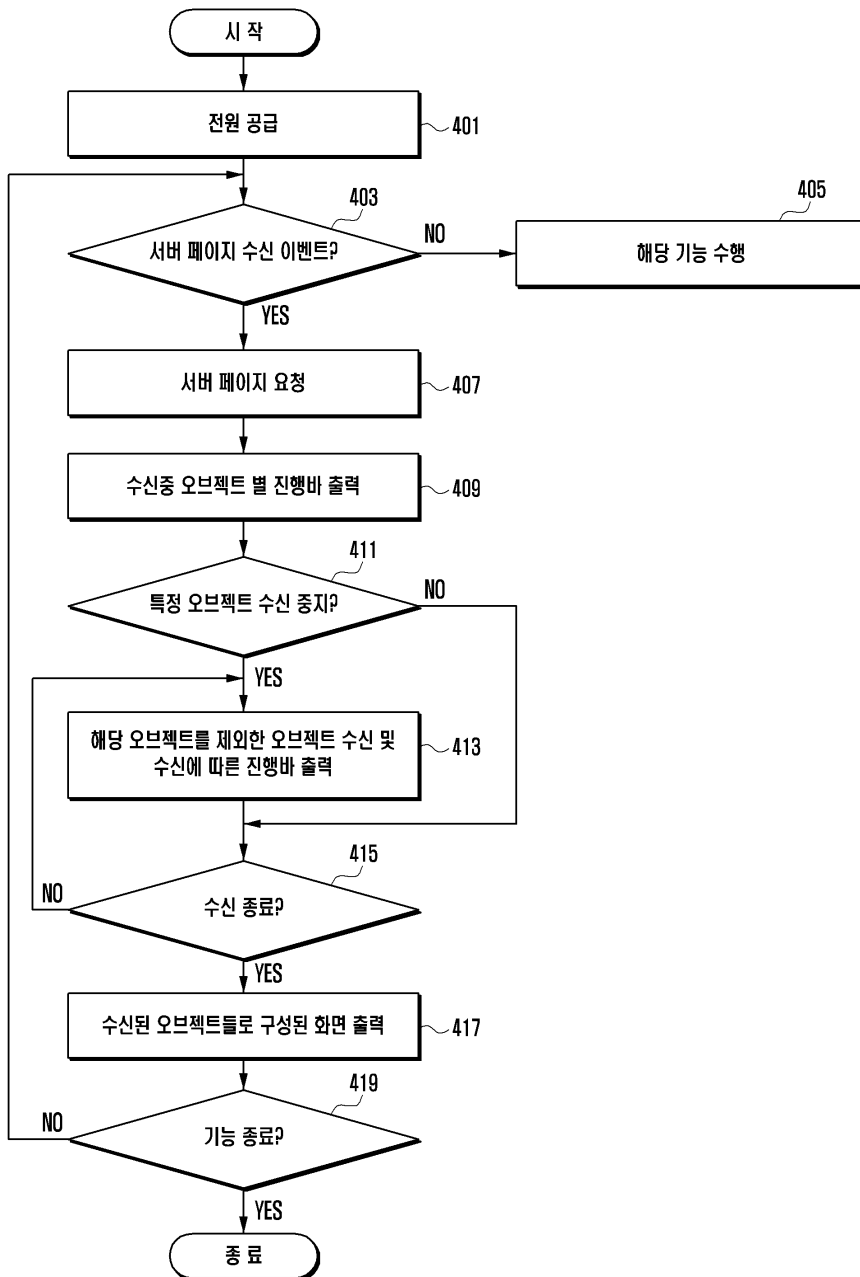 시 작
전원 공급
401
403
서버 페이지 수신 이벤트?
NO
405
해당 기능 수행
YES
서버 페이지 요청
407
수신중 오브젝트 별 진행바 출력
409
411
특정 오브젝트 수신 중지?
NO
YES
해당 오브젝트를 제외한 오브젝트 수신 및
수신에 따른 진행바 출력
413
415
수신 종료?
NO
YES
수신된 오브젝트들로 구성된 화면 출력
417
419
기능 종료?
NO
YES
종 료